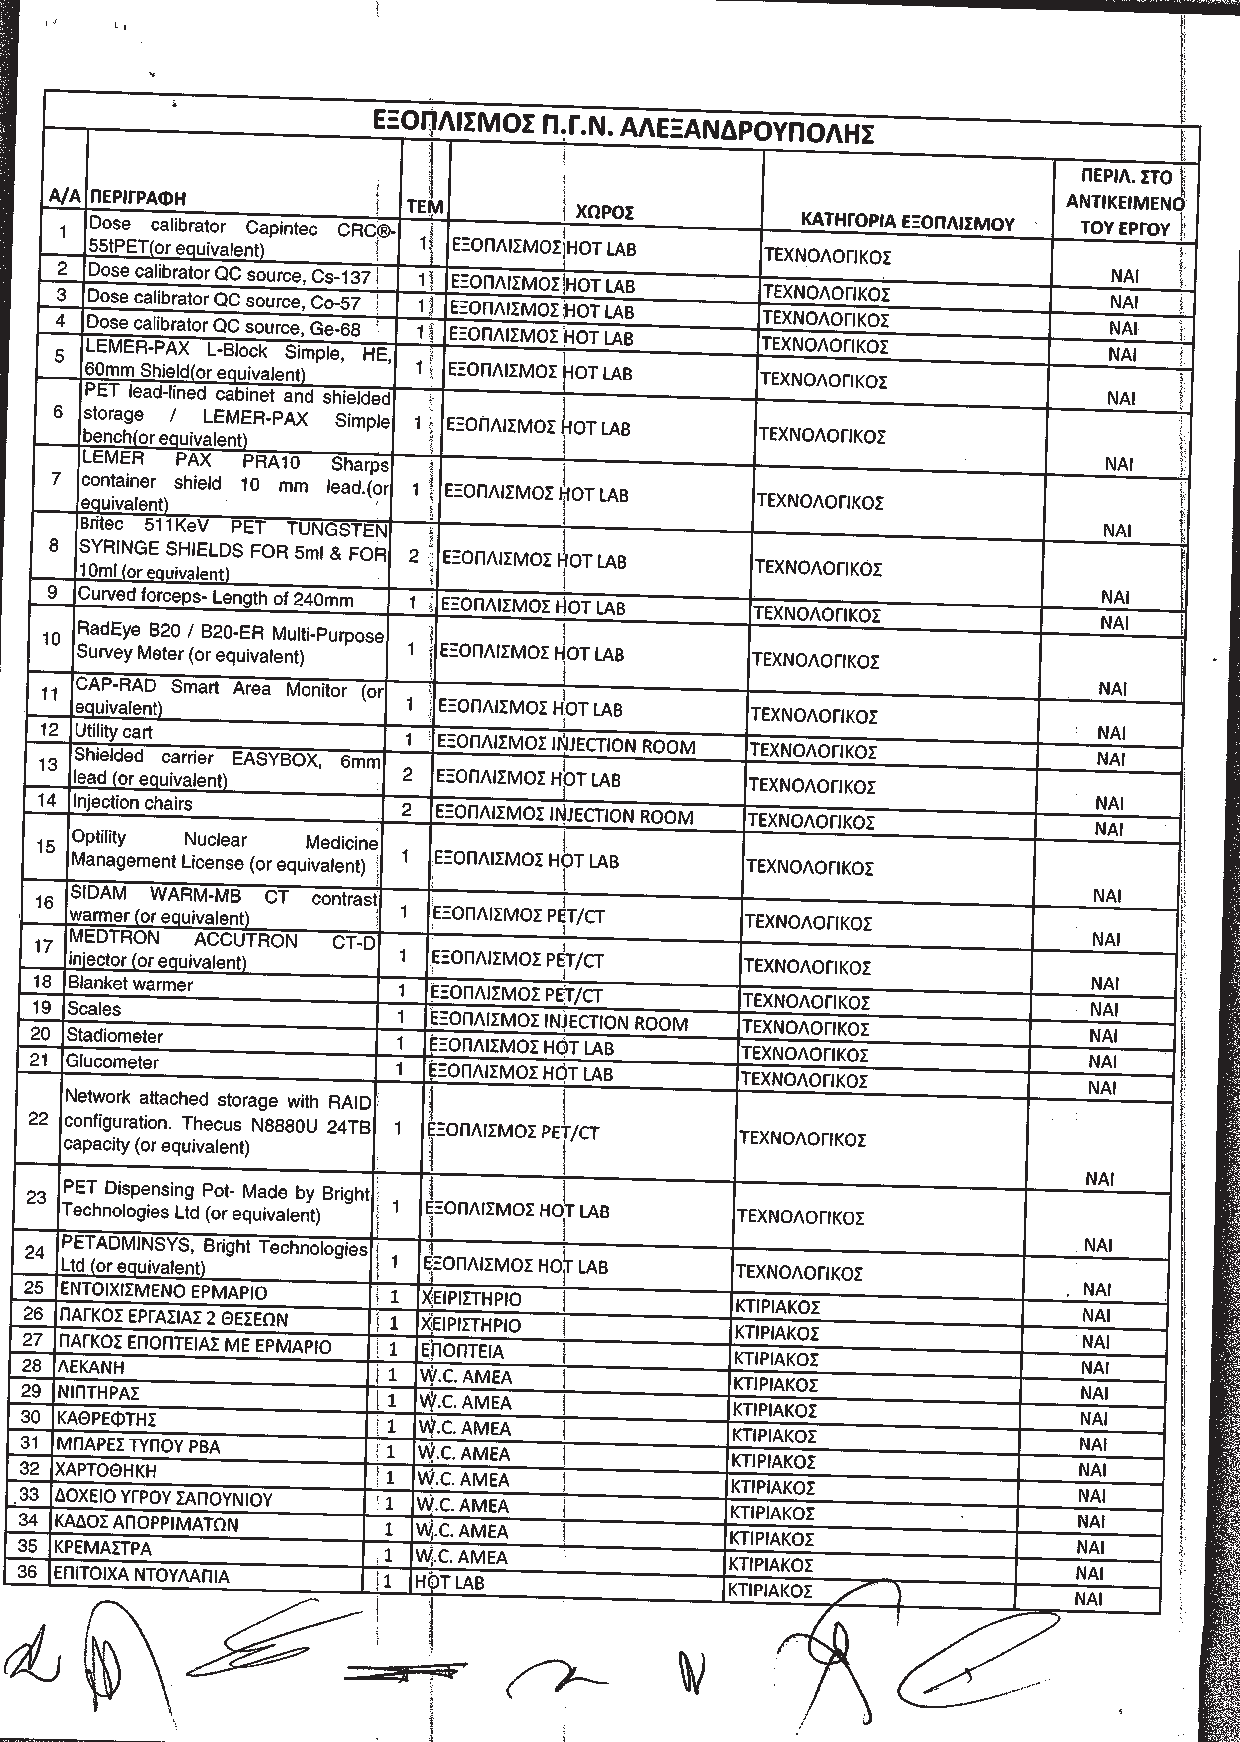 ΕΞΟΠΛΙΣΜΟΣ Π.Γ.Ν. ΑΛΕΞΑΝΔΡΟΥΠΟΛΗΣ
Α/Α ΠΕΡΙΓΡΑΦΗ ΤΕΜ ΧΩΡΟΣ ΚΑΤΗΓΟΡΙΑ ΕΞΟΠΛΙΣΜΟΥ ΠΕΡΙΛ. ΣΤΟ
ΑΝΤΙΚΕΙΜΕΝΟ
ΤΟΥ ΕΡΓΟΥ
1 Dose calibrator Capintec CRC®-
55tPET(or equivalent) 1 ΕΞΟΠΛΙΣΜΟΣ HOT LAB ΤΕΧΝΟΛΟΓΙΚΟΣ ΝΑΙ
2 Dose calibrator QC source, Cs-137 1 ΕΞΟΠΛΙΣΜΟΣ HOT LAB ΤΕΧΝΟΛΟΓΙΚΟΣ ΝΑΙ
3 Dose calibrator QC source, Co-57 1 ΕΞΟΠΛΙΣΜΟΣ HOT LAB ΤΕΧΝΟΛΟΓΙΚΟΣ ΝΑΙ
4 Dose calibrator QC source, Ge-68 1 ΕΞΟΠΛΙΣΜΟΣ HOT LAB ΤΕΧΝΟΛΟΓΙΚΟΣ ΝΑΙ
5 LEMER-PAX L-Block Simple, HE,
60mm Shield(or equivalent) 1 ΕΞΟΠΛΙΣΜΟΣ HOT LAB ΤΕΧΝΟΛΟΓΙΚΟΣ ΝΑΙ
6 PET lead-lined cabinet and shielded
storage / LEMER-PAX Simple
bench(or equivalent) 1 ΕΞΟΠΛΙΣΜΟΣ HOT LAB ΤΕΧΝΟΛΟΓΙΚΟΣ ΝΑΙ
7 LEMER PAX PRA10 Sharps
container shield 10 mm lead.(or
equivalent) 1 ΕΞΟΠΛΙΣΜΟΣ HOT LAB ΤΕΧΝΟΛΟΓΙΚΟΣ ΝΑΙ
8 Britec 511KeV PET TUNGSTEN
SYRINGE SHIELDS FOR 5ml & FOR
10ml (or equivalent) 2 ΕΞΟΠΛΙΣΜΟΣ HOT LAB ΤΕΧΝΟΛΟΓΙΚΟΣ ΝΑΙ
9 Curved forceps- Length of 240mm 1 ΕΞΟΠΛΙΣΜΟΣ HOT LAB ΤΕΧΝΟΛΟΓΙΚΟΣ ΝΑΙ
10 RadEye B20 / B20-ER Multi-Purpose
Survey Meter (or equivalent) 1 ΕΞΟΠΛΙΣΜΟΣ HOT LAB ΤΕΧΝΟΛΟΓΙΚΟΣ ΝΑΙ
11 CAP-RAD Smart Area Monitor (or
equivalent) 1 ΕΞΟΠΛΙΣΜΟΣ HOT LAB ΤΕΧΝΟΛΟΓΙΚΟΣ ΝΑΙ
12 Utility cart 1 ΕΞΟΠΛΙΣΜΟΣ INJECTION ROOM ΤΕΧΝΟΛΟΓΙΚΟΣ ΝΑΙ
13 Shielded carrier EASYBOX, 6mm
lead (or equivalent) 2 ΕΞΟΠΛΙΣΜΟΣ HOT LAB ΤΕΧΝΟΛΟΓΙΚΟΣ ΝΑΙ
14 Injection chairs 2 ΕΞΟΠΛΙΣΜΟΣ INJECTION ROOM ΤΕΧΝΟΛΟΓΙΚΟΣ ΝΑΙ
15 Optility Nuclear Medicine
Management License (or equivalent) 1 ΕΞΟΠΛΙΣΜΟΣ HOT LAB ΤΕΧΝΟΛΟΓΙΚΟΣ ΝΑΙ
16 SIDAM WARM-MB CT contrast
warmer (or equivalent) 1 ΕΞΟΠΛΙΣΜΟΣ PET/CT ΤΕΧΝΟΛΟΓΙΚΟΣ ΝΑΙ
17 MEDTRON ACCUTRON CT-D
injector (or equivalent) 1 ΕΞΟΠΛΙΣΜΟΣ PET/CT ΤΕΧΝΟΛΟΓΙΚΟΣ ΝΑΙ
18 Blanket warmer 1 ΕΞΟΠΛΙΣΜΟΣ PET/CT ΤΕΧΝΟΛΟΓΙΚΟΣ ΝΑΙ
19 Scales 1 ΕΞΟΠΛΙΣΜΟΣ INJECTION ROOM ΤΕΧΝΟΛΟΓΙΚΟΣ ΝΑΙ
20 Stadiometer 1 ΕΞΟΠΛΙΣΜΟΣ HOT LAB ΤΕΧΝΟΛΟΓΙΚΟΣ ΝΑΙ
21 Glucometer 1 ΕΞΟΠΛΙΣΜΟΣ HOT LAB ΤΕΧΝΟΛΟΓΙΚΟΣ ΝΑΙ
22 Network attached storage with RAID
configuration. Thecus N8880U 24TB
capacity (or equivalent) 1 ΕΞΟΠΛΙΣΜΟΣ PET/CT ΤΕΧΝΟΛΟΓΙΚΟΣ ΝΑΙ
23 PET Dispensing Pot- Made by Bright
Technologies Ltd (or equivalent) 1 ΕΞΟΠΛΙΣΜΟΣ HOT LAB ΤΕΧΝΟΛΟΓΙΚΟΣ ΝΑΙ
24 PETADMINSYS, Bright Technologies
Ltd (or equivalent) 1 ΕΞΟΠΛΙΣΜΟΣ HOT LAB ΤΕΧΝΟΛΟΓΙΚΟΣ ΝΑΙ
25 ΕΝΤΟΙΧΙΣΜΕΝΟ ΕΡΜΑΡΙΟ 1 ΧΕΙΡΙΣΤΗΡΙΟ ΚΤΙΡΙΑΚΟΣ ΝΑΙ
26 ΠΑΓΚΟΣ ΕΡΓΑΣΙΑΣ 2 ΘΕΣΕΩΝ 1 ΧΕΙΡΙΣΤΗΡΙΟ ΚΤΙΡΙΑΚΟΣ ΝΑΙ
27 ΠΑΓΚΟΣ ΕΠΟΠΤΕΙΑΣ ΜΕ ΕΡΜΑΡΙΟ 1 ΕΠΟΠΤΕΙΑ ΚΤΙΡΙΑΚΟΣ ΝΑΙ
28 ΛΕΚΑΝΗ 1 W.C. ΑΜΕΑ ΚΤΙΡΙΑΚΟΣ ΝΑΙ
29 ΝΙΠΤΗΡΑΣ 1 W.C. ΑΜΕΑ ΚΤΙΡΙΑΚΟΣ ΝΑΙ
30 ΚΑΘΡΕΦΤΗΣ 1 W.C. ΑΜΕΑ ΚΤΙΡΙΑΚΟΣ ΝΑΙ
31 ΜΠΑΡΕΣ ΤΥΠΟΥ PBA 1 W.C. ΑΜΕΑ ΚΤΙΡΙΑΚΟΣ ΝΑΙ
32 ΧΑΡΤΟΘΗΚΗ 1 W.C. ΑΜΕΑ ΚΤΙΡΙΑΚΟΣ ΝΑΙ
33 ΔΟΧΕΙΟ ΥΓΡΟΥ ΣΑΠΟΥΝΙΟΥ 1 W.C. ΑΜΕΑ ΚΤΙΡΙΑΚΟΣ ΝΑΙ
34 ΚΑΔΟΣ ΑΠΟΡΡΙΜΑΤΩΝ 1 W.C. ΑΜΕΑ ΚΤΙΡΙΑΚΟΣ ΝΑΙ
35 ΚΡΕΜΑΣΤΡΑ 1 W.C. ΑΜΕΑ ΚΤΙΡΙΑΚΟΣ ΝΑΙ
36 ΕΠΙΤΟΙΧΑ ΝΤΟΥΛΑΠΙΑ 1 HOT LAB ΚΤΙΡΙΑΚΟΣ ΝΑΙ